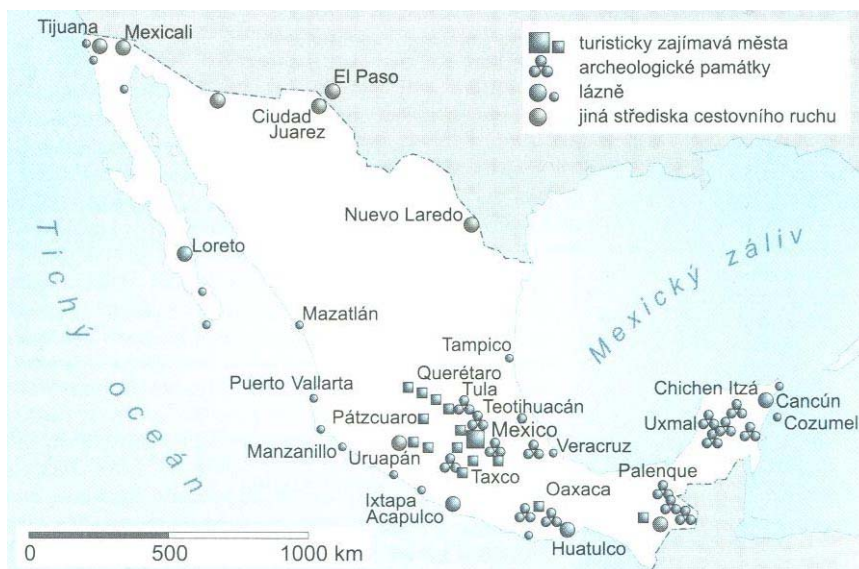 Tijuana
Mexicali
El Paso
Ciudad
Juarez
Nuevo Laredo
Loreto
Mazatlán
Tampico
Puerto Vallarta
Querétaro
Tula
Teotihuacán
Pátzcuaro
Mexico
Manzanillo
Uruapán
Veracruz
Taxco
Ixtapa
Acapulco
Oaxaca
Huatulco
Palenque
Chichen Itzá
Cancún
Uxmal
Cozumel
Tichý oceán
Mexický záliv
turisticky zajímavá města
archeologické památky
lázně
jiná střediska cestovního ruchu
0 500 1000 km